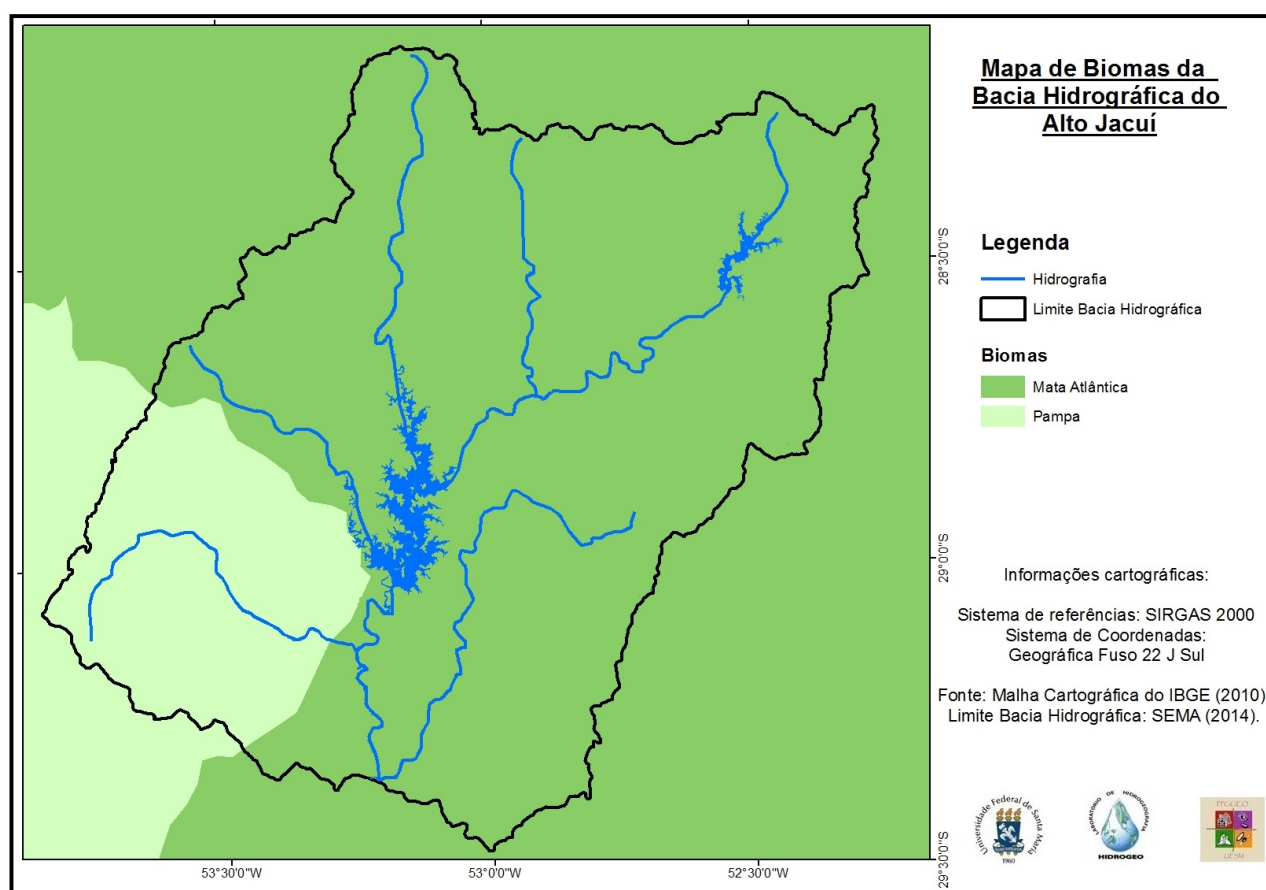 Mapa de Biomas da
Bacia Hidrográfica do
Alto Jacuí
Legenda
Hidrografia
Limite Bacia Hidrográfica
Biomas
Mata Atlântica
Pampa
Informações cartográficas:
Sistema de referências: SIRGAS 2000
Sistema de Coordenadas:
Geográfica Fuso 22 J Sul
Fonte: Malha Cartográfica do IBGE (2010)
Limite Bacia Hidrográfica: SEMA (2014).
Universidade Federal de Santa Maria
1960
LABORATÓRIO DE HIDROGEOGRAFIA
HIDROGEO
PPGGEO
UFSM
28°30'0"S
29°0'0"S
29°30'0"S
53°30'0"W
53°0'0"W
52°30'0"W